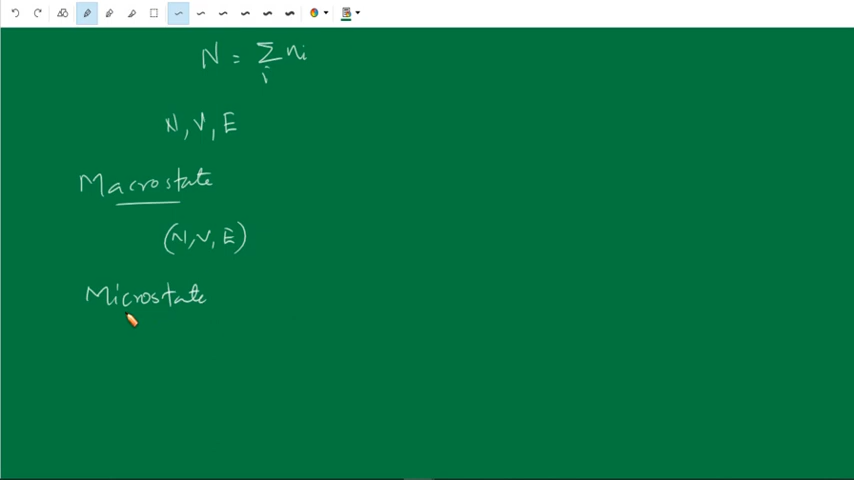 N = Σ nᵢ
i
N, V, E
Macrostate
(N, V, E)
Microstate